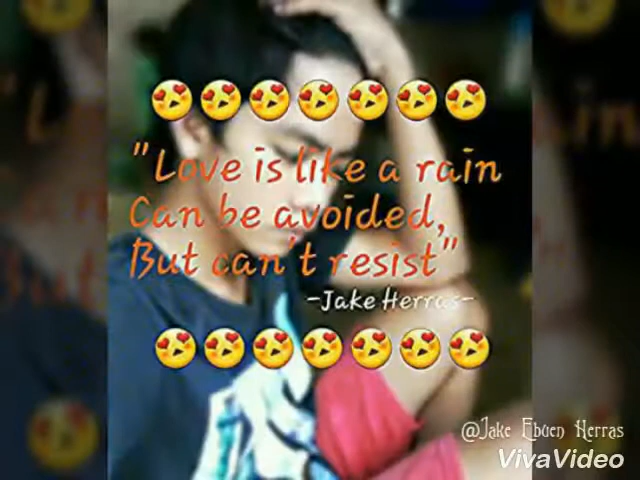 "Love is like a rain
Can be avoided,
But can't resist"
-Jake Herras-
@Jake Ebuen Herras
VivaVideo